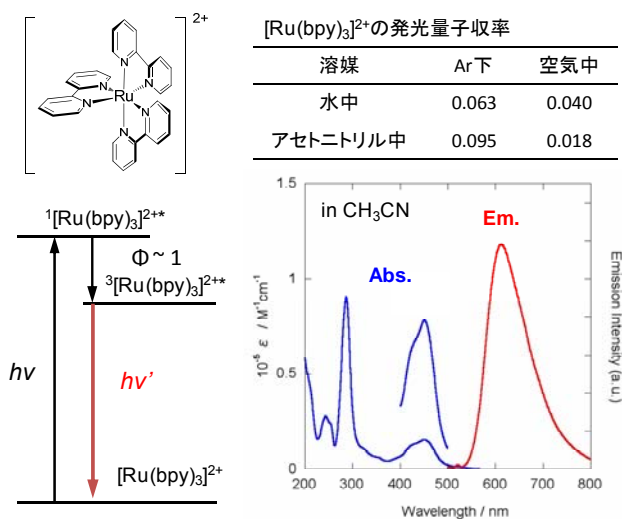 2+
N
N
N
Ru
N
N
N
[Ru(bpy)₃]²⁺の発光量子収率
溶媒 Ar下 空気中
水中 0.063 0.040
アセトニトリル中 0.095 0.018
¹[Ru(bpy)₃]²⁺*
Φ ~ 1
³[Ru(bpy)₃]²⁺*
hν
hν'
[Ru(bpy)₃]²⁺
in CH₃CN
Em.
Abs.
1.5
1
0.5
0
10⁻⁵ ε / M⁻¹cm⁻¹
Emission Intensity (a.u.)
200 300 400 500 600 700 800
Wavelength / nm